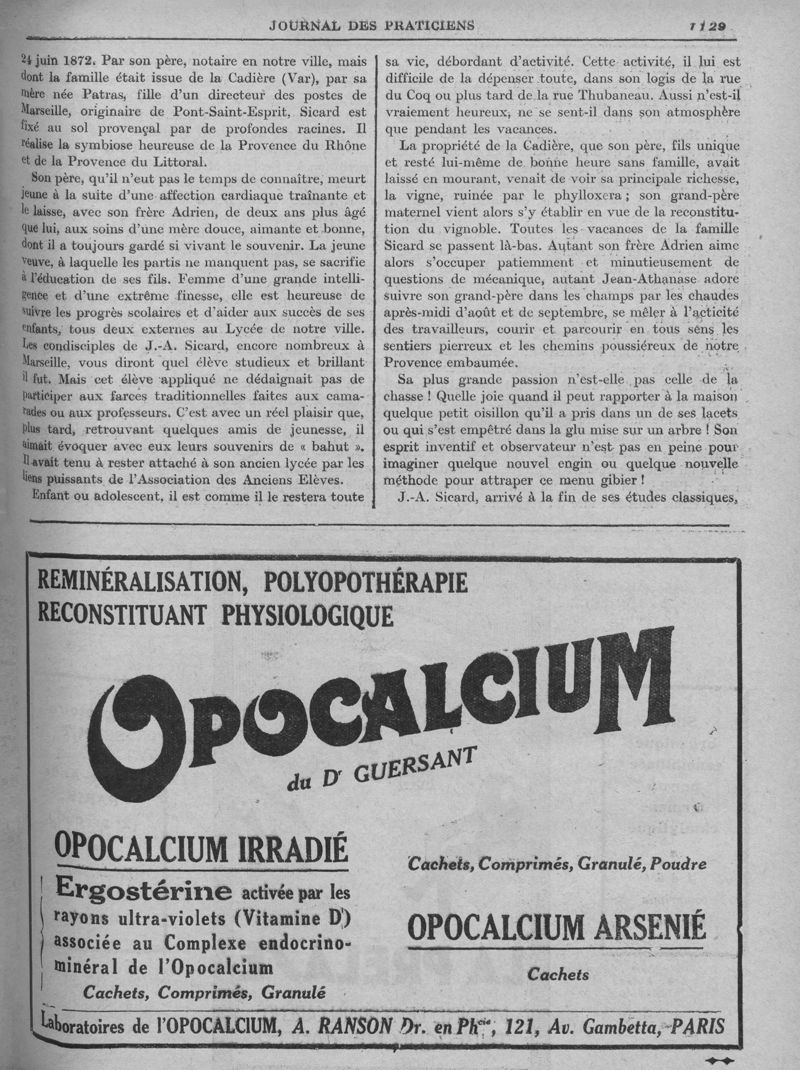 JOURNAL DES PRATICIENS 1129
24 juin 1872. Par son père, notaire en notre ville, mais
dont la famille était issue de la Cadière (Var), par sa
mère née Patras, fille d'un directeur des postes de
Marseille, originaire de Pont-Saint-Esprit, Sicard est
fixé au sol provençal par de profondes racines. Il
réalise la symbiose heureuse de la Provence du Rhône
et de la Provence du Littoral.
Son père, qu'il n'eut pas le temps de connaître, meurt
jeune à la suite d'une affection cardiaque traînante et
le laisse, avec son frère Adrien, de deux ans plus âgé
que lui, aux soins d'une mère douce, aimante et bonne,
dont il a toujours gardé si vivant le souvenir. La jeune
veuve, à laquelle les partis ne manquent pas, se sacrifie
à l'éducation de ses fils. Femme d'une grande intelli-
gence et d'une extrême finesse, elle est heureuse de
suivre les progrès scolaires et d'aider aux succès de ses
enfants, tous deux externes au Lycée de notre ville.
Les condisciples de J.-A. Sicard, encore nombreux à
Marseille, vous diront quel élève studieux et brillant
il fut. Mais cet élève appliqué ne dédaignait pas de
participer aux farces traditionnelles faites aux cama-
rades ou aux professeurs. C'est avec un réel plaisir que,
plus tard, retrouvant quelques amis de jeunesse, il
aimait évoquer avec eux leurs souvenirs de « bahut ».
Il avait tenu à rester attaché à son ancien lycée par les
liens puissants de l'Association des Anciens Elèves.
Enfant ou adolescent, il est comme il le restera toute
sa vie, débordant d'activité. Cette activité, il lui est
difficile de la dépenser toute, dans son logis de la rue
du Coq ou plus tard de la rue Thubaneau. Aussi n'est-il
vraiement heureux, ne se sent-il dans son atmosphère
que pendant les vacances.
La propriété de la Cadière, que son père, fils unique
et resté lui-même de bonne heure sans famille, avait
laissé en mourant, venait de voir sa principale richesse,
la vigne, ruinée par le phylloxera ; son grand-père
maternel vient alors s'y établir en vue de la reconstitu-
tion du vignoble. Toutes les vacances de la famille
Sicard se passent là-bas. Autant son frère Adrien aime
alors s'occuper patiemment et minutieusement de
questions de mécanique, autant Jean-Athanase adore
suivre son grand-père dans les champs par les chaudes
après-midi d'août et de septembre, se mêler à l'acticité
des travailleurs, courir et parcourir en tous sens les
sentiers pierreux et les chemins poussiéreux de notre
Provence embaumée.
Sa plus grande passion n'est-elle pas celle de la
chasse ! Quelle joie quand il peut rapporter à la maison
quelque petit oisillon qu'il a pris dans un de ses lacets
ou qui s'est empêtré dans la glu mise sur un arbre ! Son
esprit inventif et observateur n'est pas en peine pour
imaginer quelque nouvel engin ou quelque nouvelle
méthode pour attraper ce menu gibier !
J.-A. Sicard, arrivé à la fin de ses études classiques,
REMINÉRALISATION, POLYOPOTHÉRAPIE
RECONSTITUANT PHYSIOLOGIQUE
OPOCALCIUM
du Dr GUERSANT
OPOCALCIUM IRRADIÉ
Ergostérine activée par les
rayons ultra-violets (Vitamine D)
associée au Complexe endocrino-
minéral de l'Opocalcium
Cachets, Comprimés, Granulé
Cachets, Comprimés, Granulé, Poudre
OPOCALCIUM ARSENIÉ
Cachets
Laboratoires de l'OPOCALCIUM, A. RANSON Dr. en Phcie, 121, Av. Gambetta, PARIS